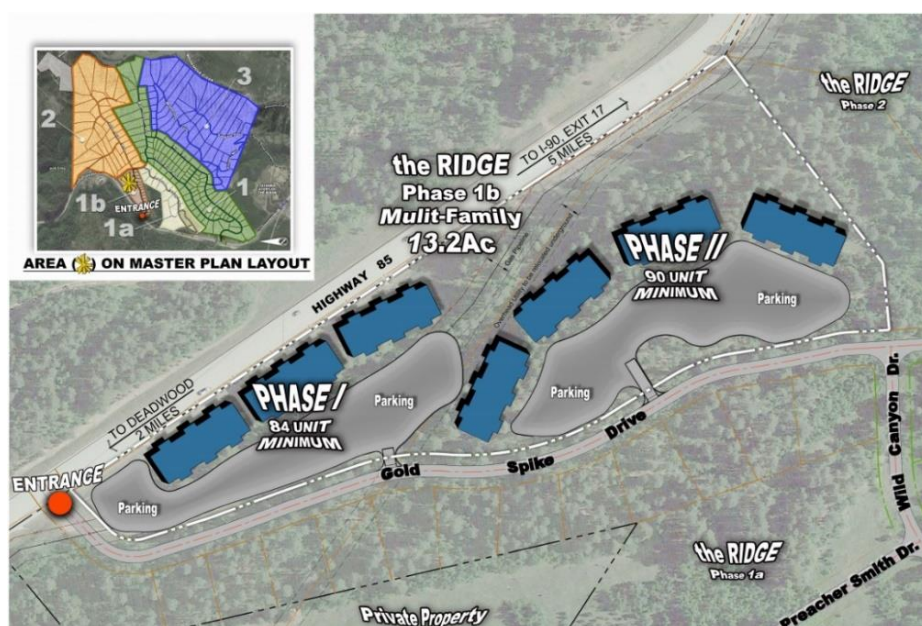 2
3
1
1b
ENTRANCE
1a
AREA ( ) ON MASTER PLAN LAYOUT
the RIDGE
Phase 2
TO I-90, EXIT 17
5 MILES
the RIDGE
Phase 1b
Mulit-Family
13.2Ac
HIGHWAY 85
PHASE II
90 UNIT
MINIMUM
Parking
TO DEADWOOD
2 MILES
PHASE I
84 UNIT
MINIMUM
Parking
Parking
Parking
ENTRANCE
Gold Spike Drive
Wild Canyon Dr.
the RIDGE
Phase 1a
Preacher Smith Dr.
Private Property